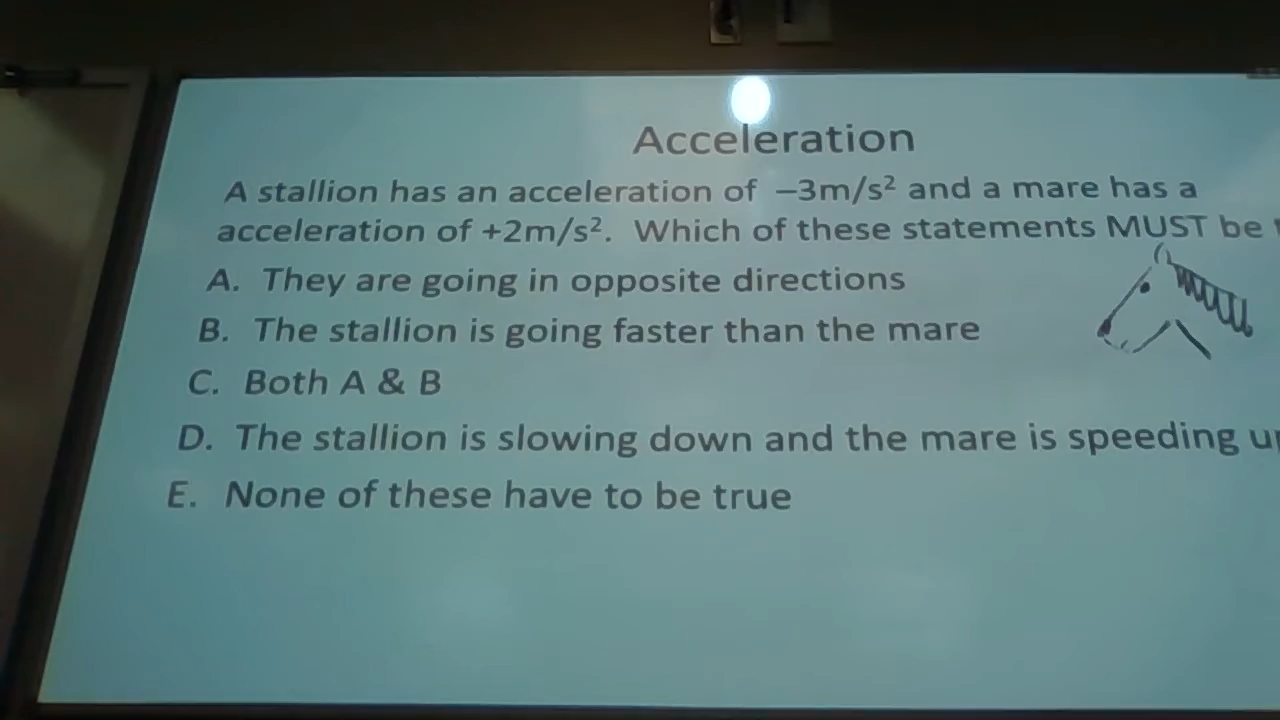 Acceleration
A stallion has an acceleration of −3m/s² and a mare has a
acceleration of +2m/s². Which of these statements MUST be
A. They are going in opposite directions
B. The stallion is going faster than the mare
C. Both A & B
D. The stallion is slowing down and the mare is speeding
E. None of these have to be true